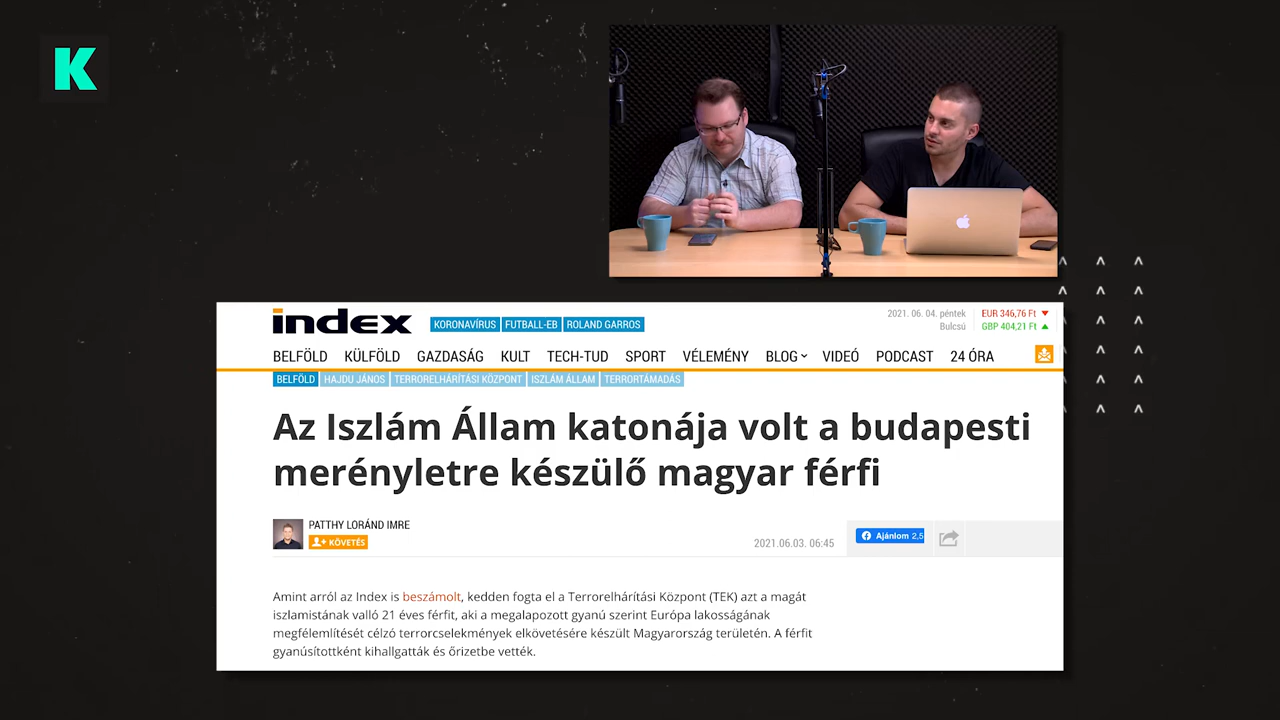 K
index
KORONAVÍRUS FUTBALL-EB ROLAND GARROS
2021. 06. 04. péntek
Bulcsú
EUR 346,76 Ft
GBP 404,21 Ft
BELFÖLD KÜLFÖLD GAZDASÁG KULT TECH-TUD SPORT VÉLEMÉNY BLOG VIDEÓ PODCAST 24 ÓRA
BELFÖLD HAJDU JÁNOS TERRORELHÁRÍTÁSI KÖZPONT ISZLÁM ÁLLAM TERRORTÁMADÁS
Az Iszlám Állam katonája volt a budapesti
merényletre készülő magyar férfi
PATTHY LORÁND IMRE
KÖVETÉS
2021.06.03. 06:45
Ajánlom 2,5
Amint arról az Index is beszámolt, kedden fogta el a Terrorelhárítási Központ (TEK) azt a magát
iszlamistának valló 21 éves férfit, aki a megalapozott gyanú szerint Európa lakosságának
megfélemlítését célzó terrorcselekmények elkövetésére készült Magyarország területén. A férfit
gyanúsítottként kihallgatták és őrizetbe vették.